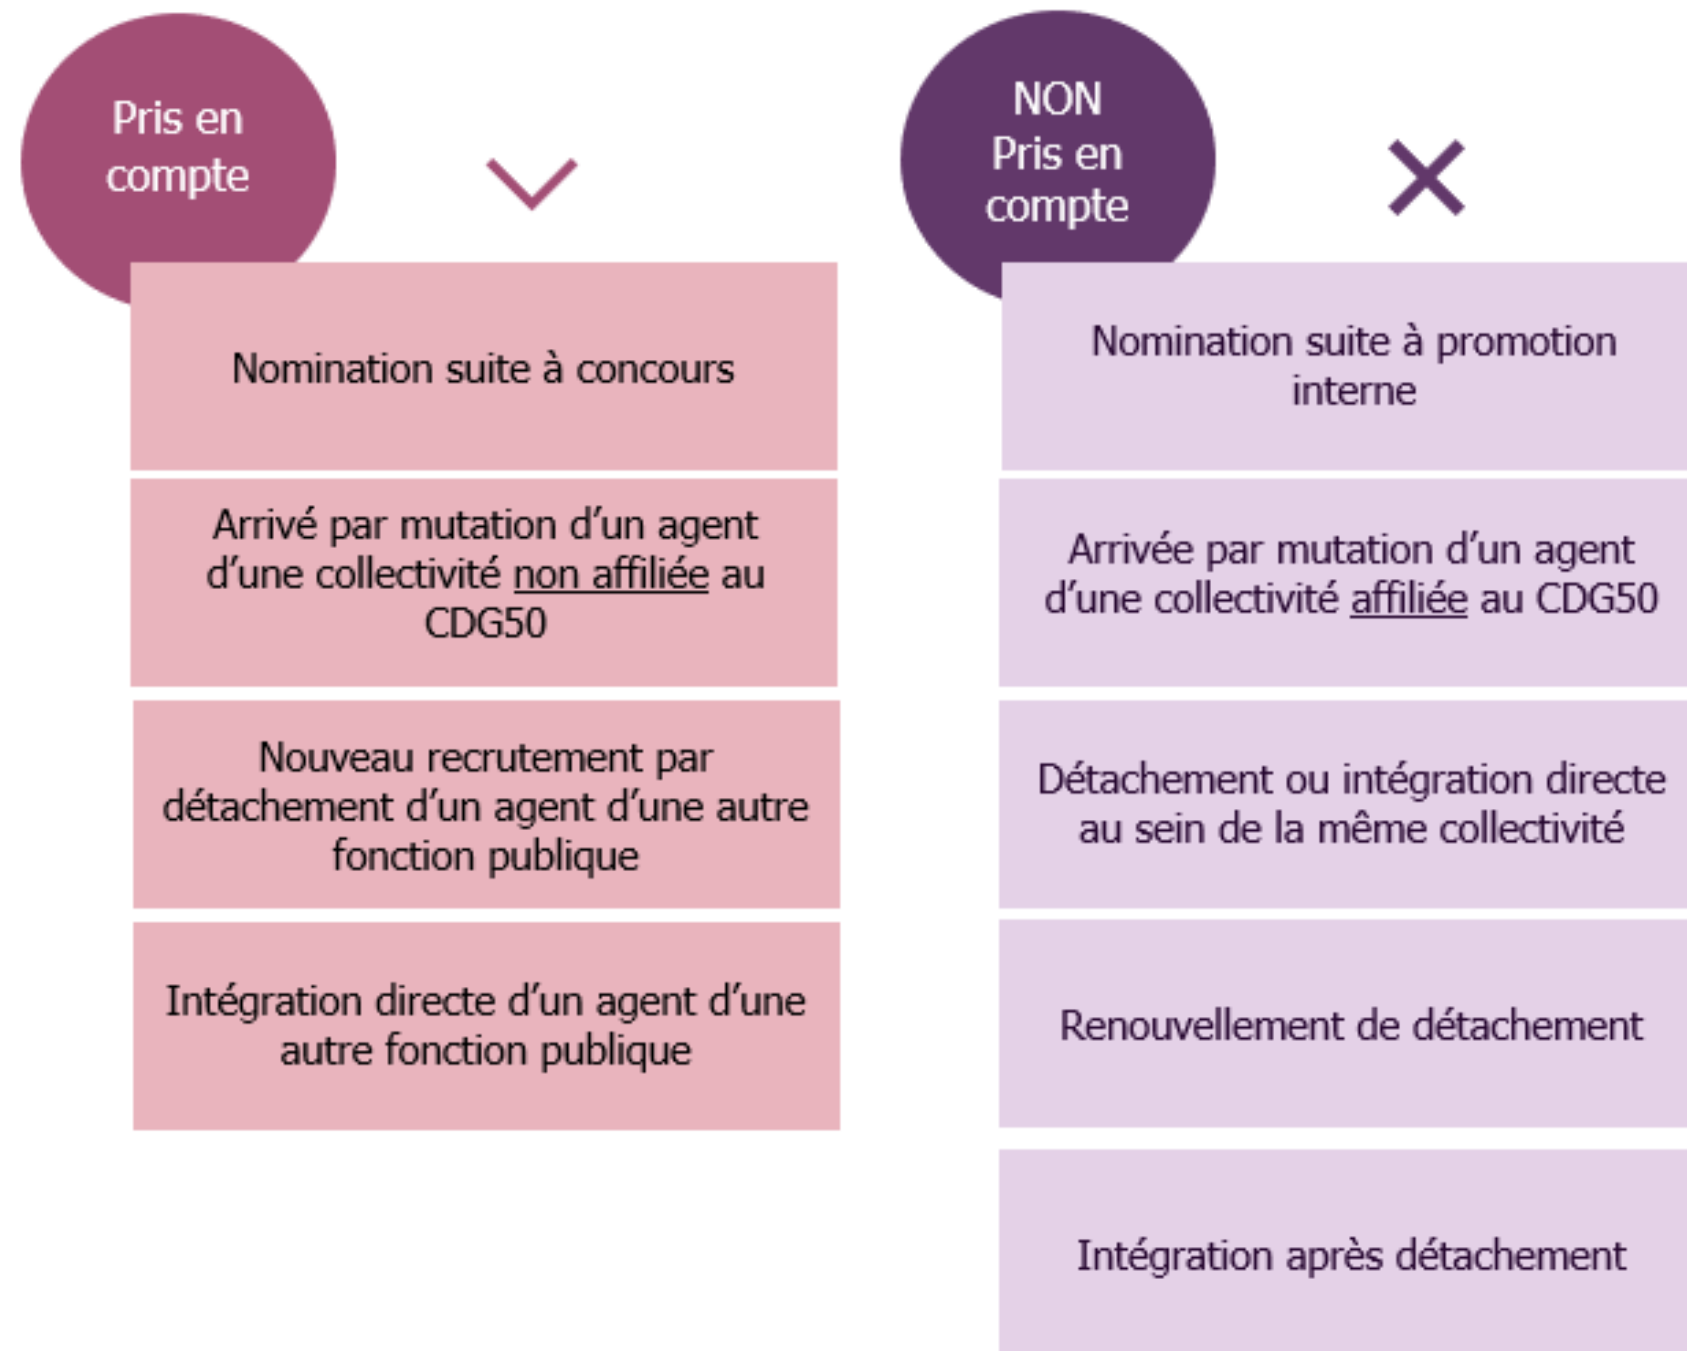 Pris en
compte
Nomination suite à concours
Arrivé par mutation d’un agent
d’une collectivité non affiliée au
CDG50
Nouveau recrutement par
détachement d’un agent d’une autre
fonction publique
Intégration directe d’un agent d’une
autre fonction publique
NON
Pris en
compte
Nomination suite à promotion
interne
Arrivée par mutation d’un agent
d’une collectivité affiliée au CDG50
Détachement ou intégration directe
au sein de la même collectivité
Renouvellement de détachement
Intégration après détachement